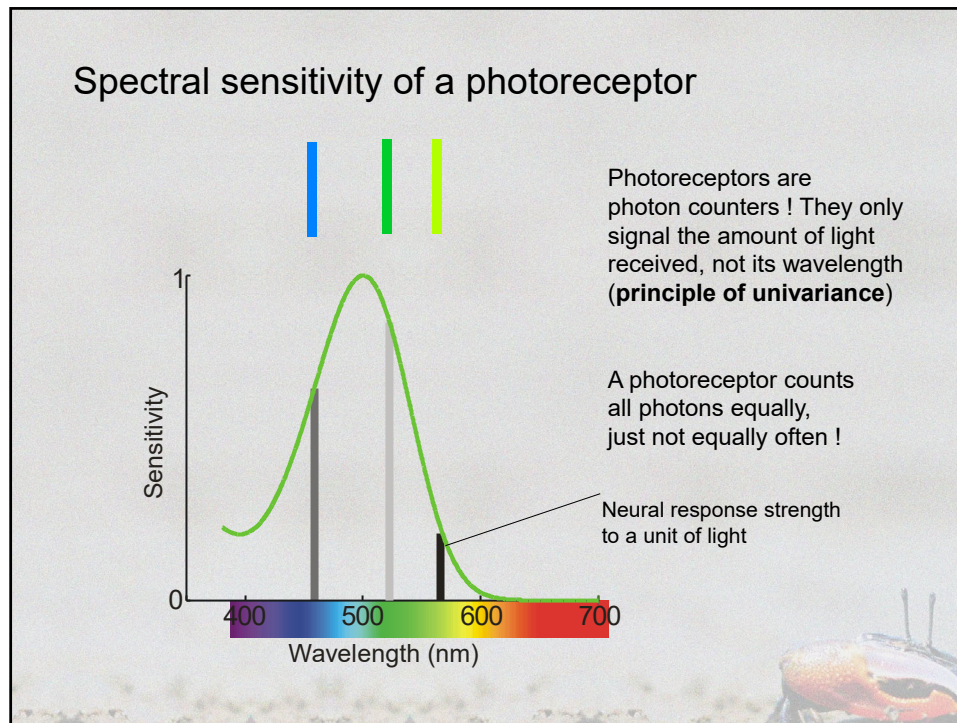 Spectral sensitivity of a photoreceptor
Photoreceptors are
photon counters ! They only
signal the amount of light
received, not its wavelength
(principle of univariance)
A photoreceptor counts
all photons equally,
just not equally often !
Neural response strength
to a unit of light
1
Sensitivity
0
400 500 600 700
Wavelength (nm)